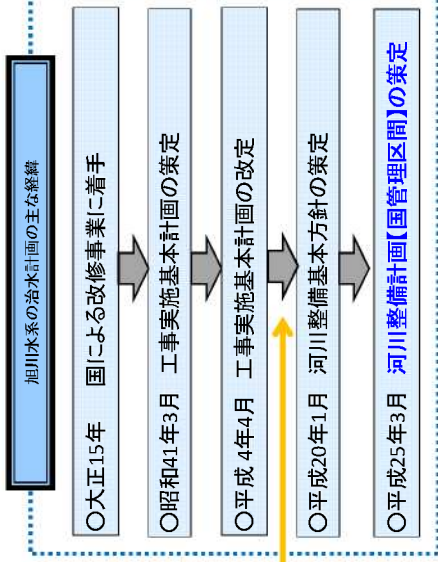 旭川水系の治水計画の主な経緯
○大正15年 国による改修事業に着手
○昭和41年3月 工事実施基本計画の策定
○平成 4年4月 工事実施基本計画の改定
○平成20年1月 河川整備基本方針の策定
○平成25年3月 河川整備計画【国管理区間】の策定